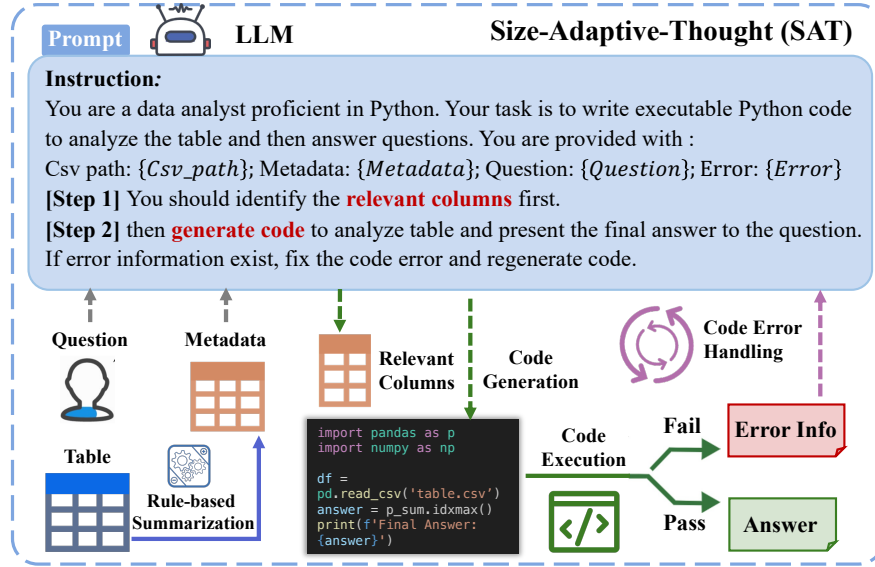 Prompt
LLM
Size-Adaptive-Thought (SAT)
Instruction:
You are a data analyst proficient in Python. Your task is to write executable Python code
to analyze the table and then answer questions. You are provided with :
Csv path: {Csv_path}; Metadata: {Metadata}; Question: {Question}; Error: {Error}
[Step 1] You should identify the relevant columns first.
[Step 2] then generate code to analyze table and present the final answer to the question.
If error information exist, fix the code error and regenerate code.
Question
Metadata
Relevant
Columns
Code
Generation
Code Error
Handling
Table
Rule-based
Summarization
import pandas as p
import numpy as np
df =
pd.read_csv('table.csv')
answer = p_sum.idxmax()
print(f'Final Answer:
{answer}')
Code
Execution
</>
Fail
Pass
Error Info
Answer